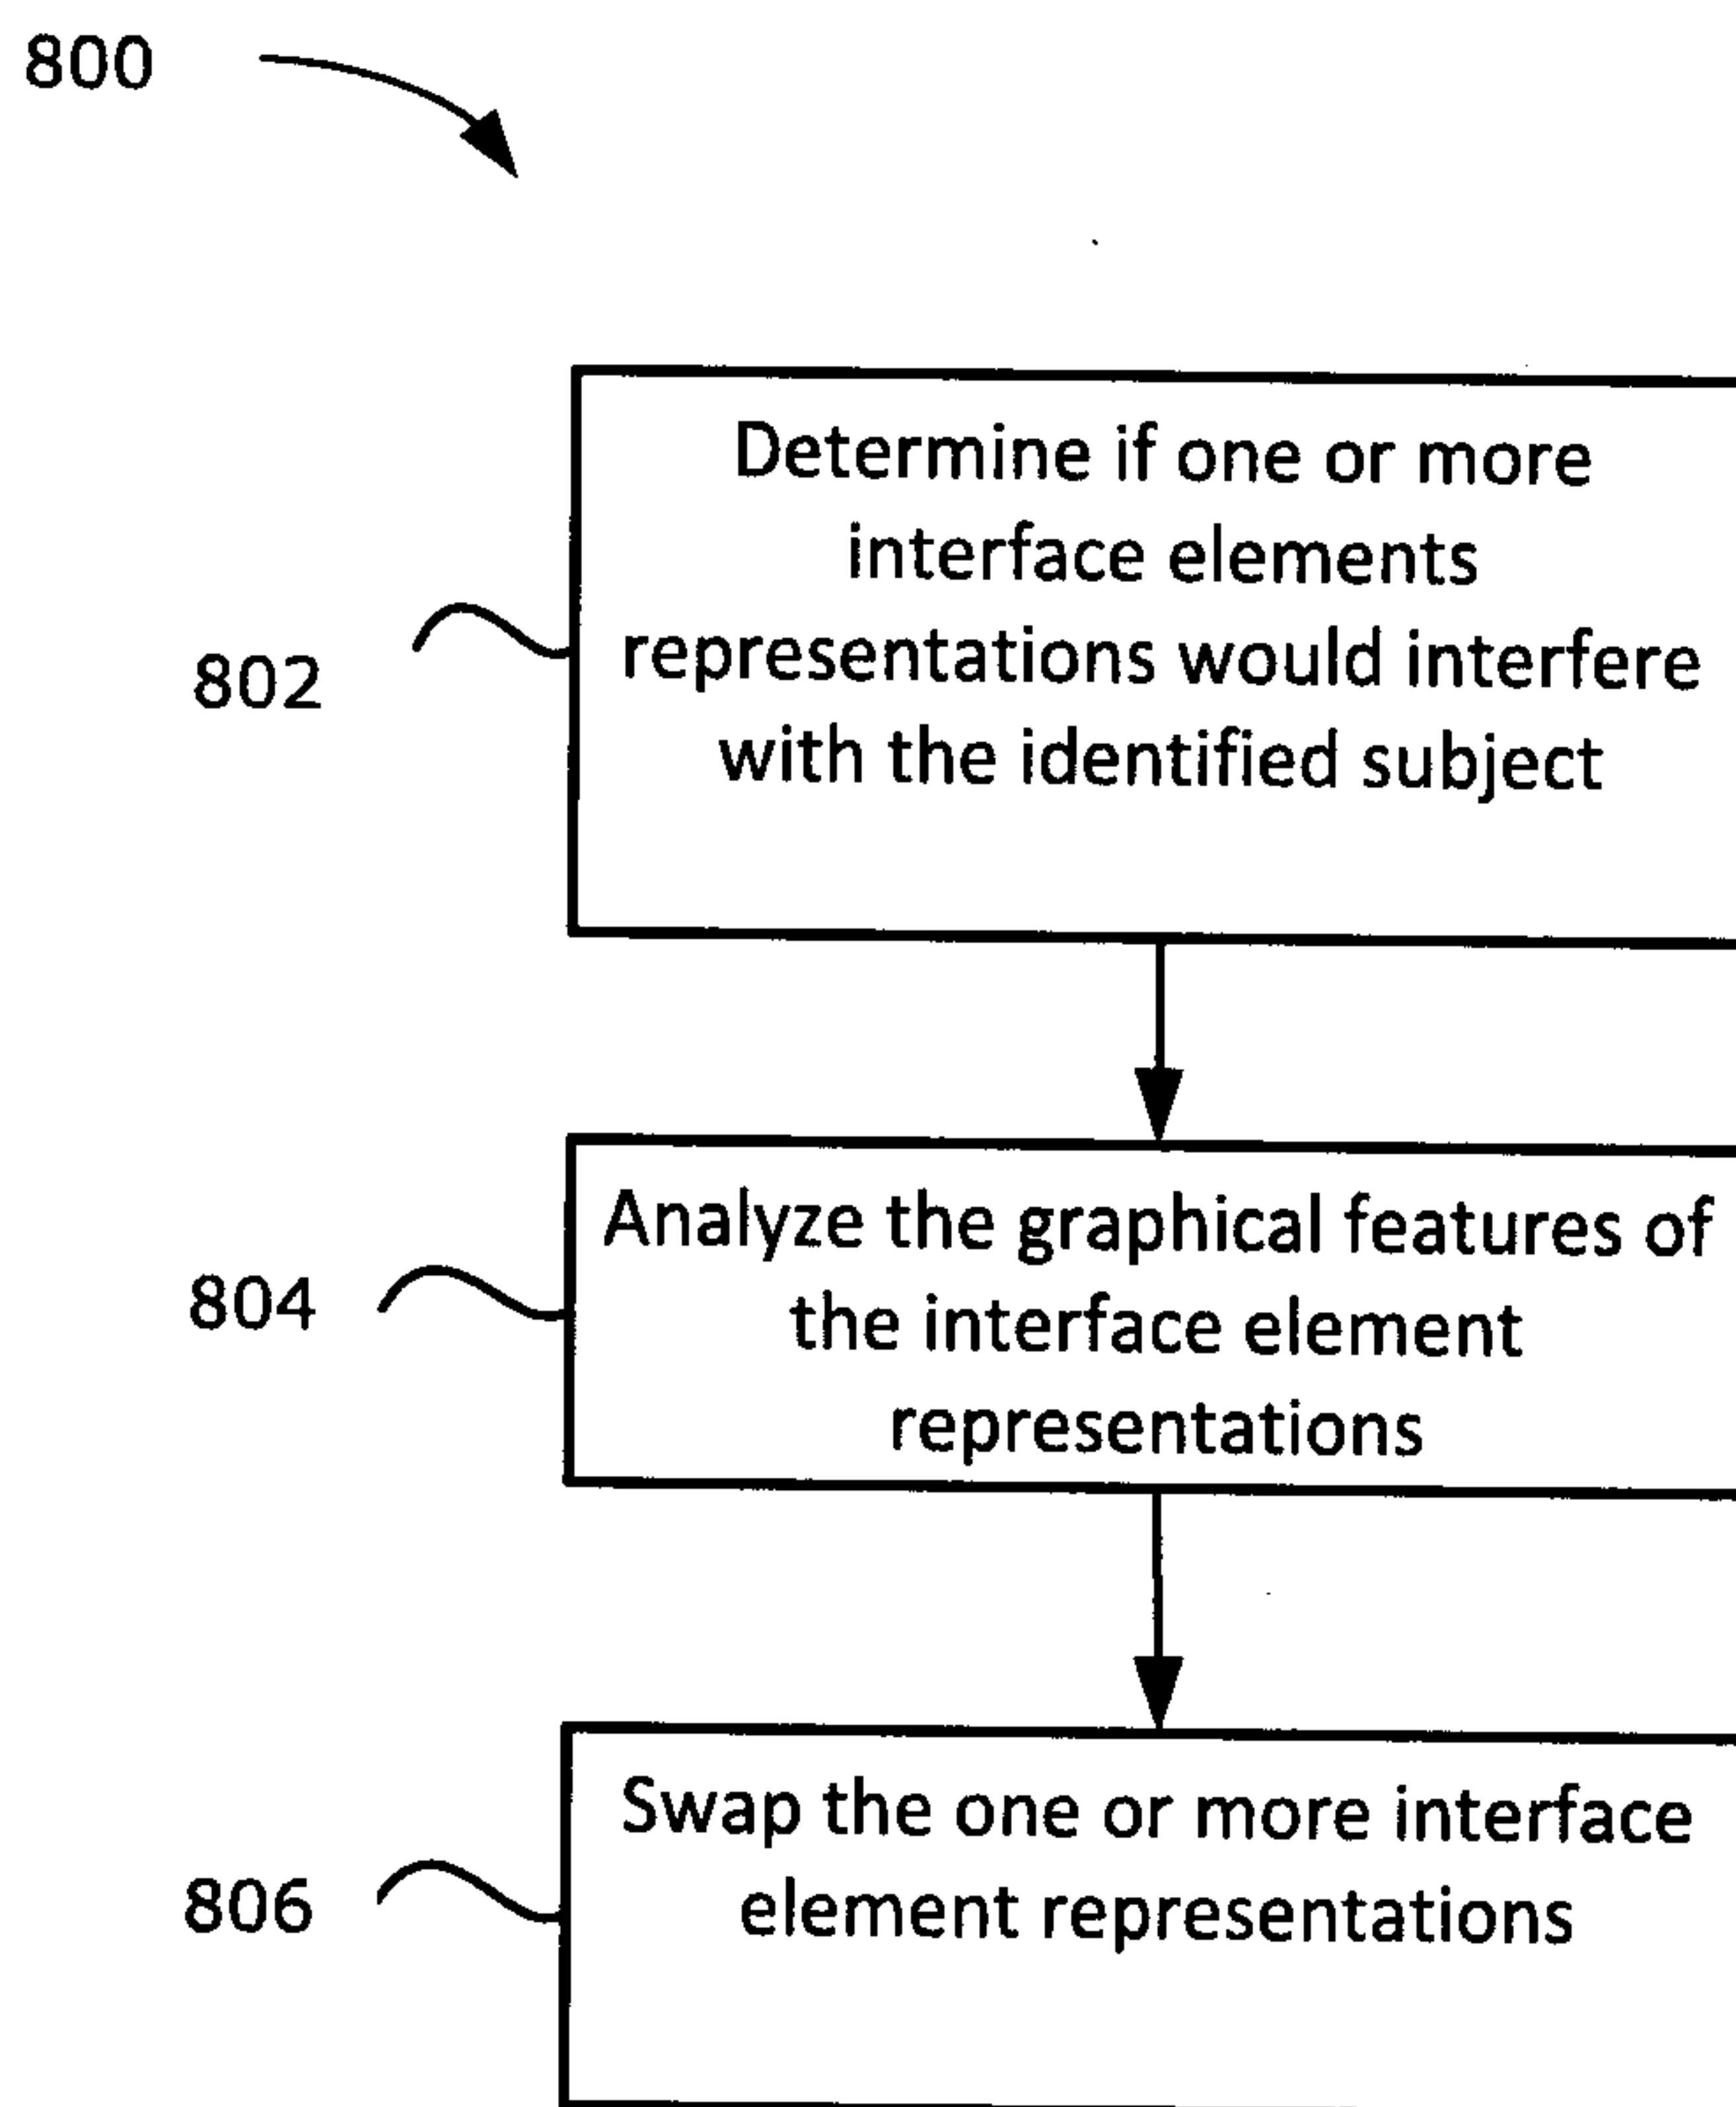 800
Determine if one or more
interface elements
representations would interfere
with the identified subject
802
Analyze the graphical features of
the interface element
representations
804
Swap the one or more interface
element representations
806